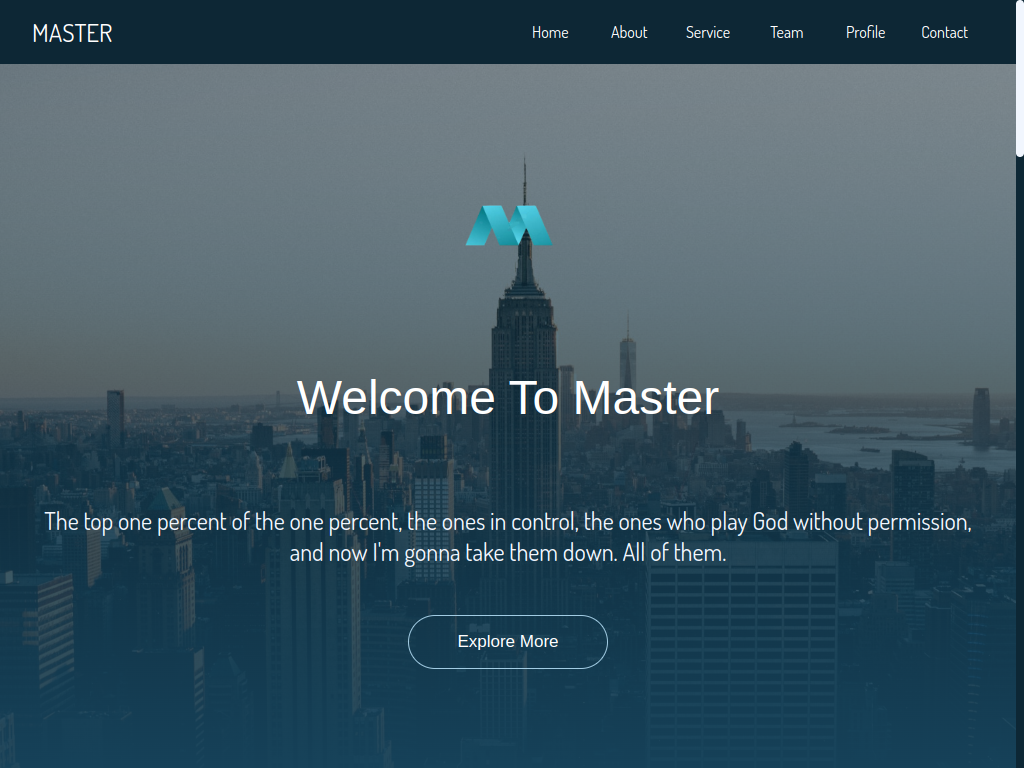 MASTER
Home About Service Team Profile Contact
Welcome To Master
The top one percent of the one percent, the ones in control, the ones who play God without permission,
and now I'm gonna take them down. All of them.
Explore More